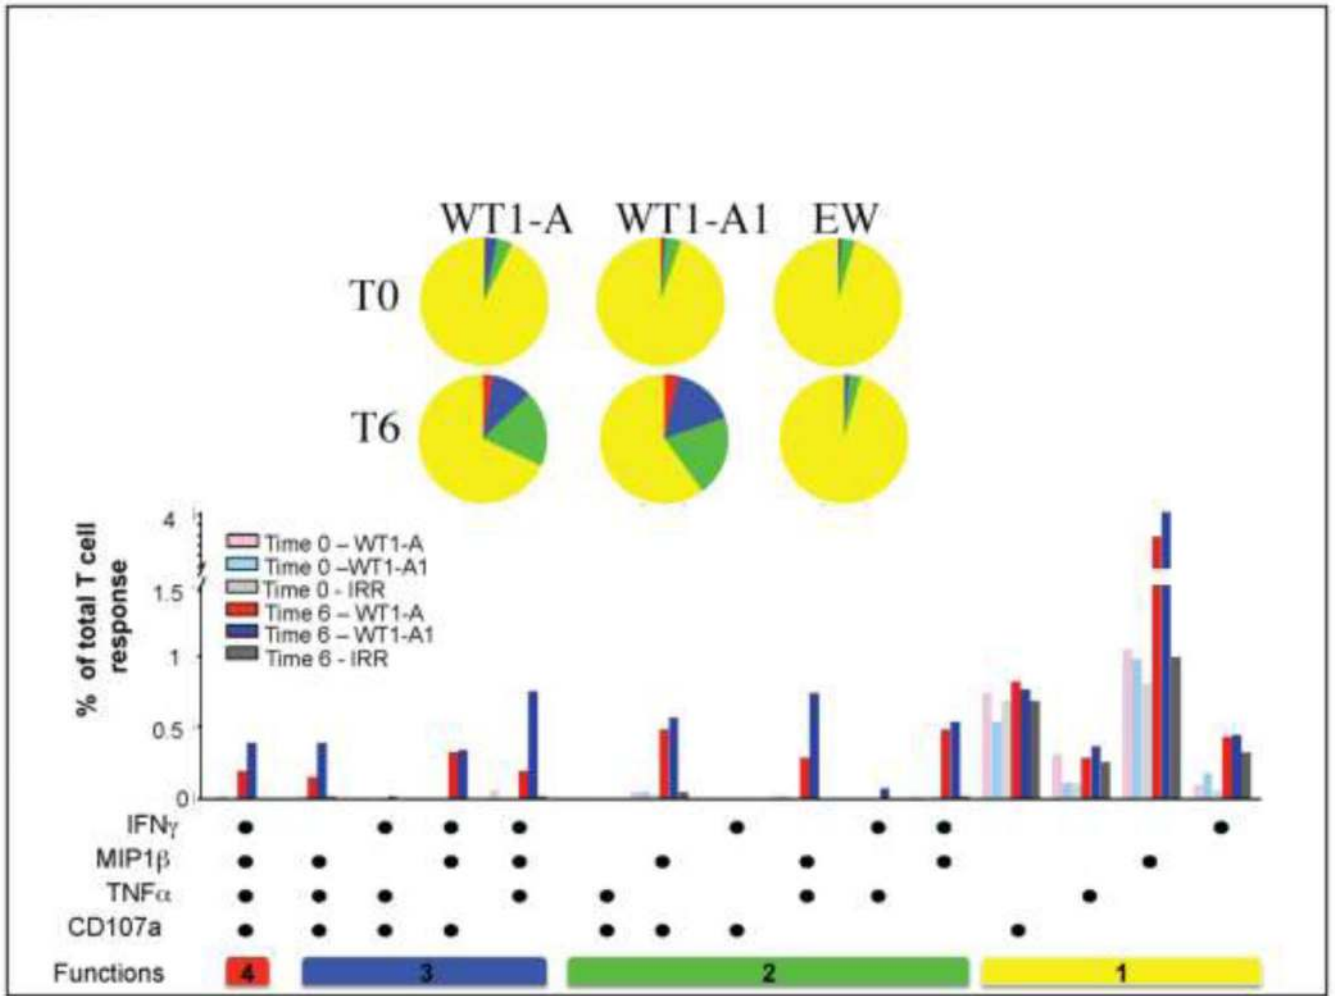 WT1-A WT1-A1 EW
T0
T6
% of total T cell
response
4
1.5
1
0.5
0
Time 0 – WT1-A
Time 0 –WT1-A1
Time 0 - IRR
Time 6 – WT1-A
Time 6 – WT1-A1
Time 6 - IRR
IFNγ
MIP1β
TNFα
CD107a
Functions 4 3 2 1